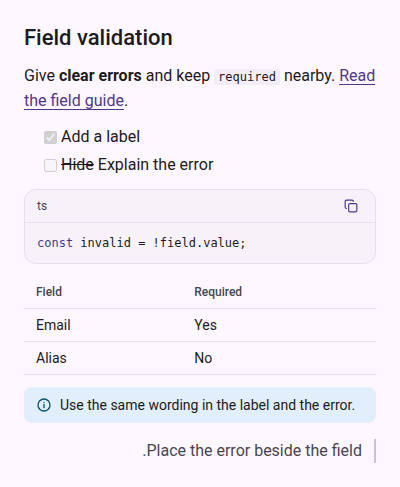 Field validation
Give clear errors and keep required nearby. Read
the field guide.
Add a label
Hide Explain the error
ts
const invalid = !field.value;
Field Required
Email Yes
Alias No
Use the same wording in the label and the error.
.Place the error beside the field